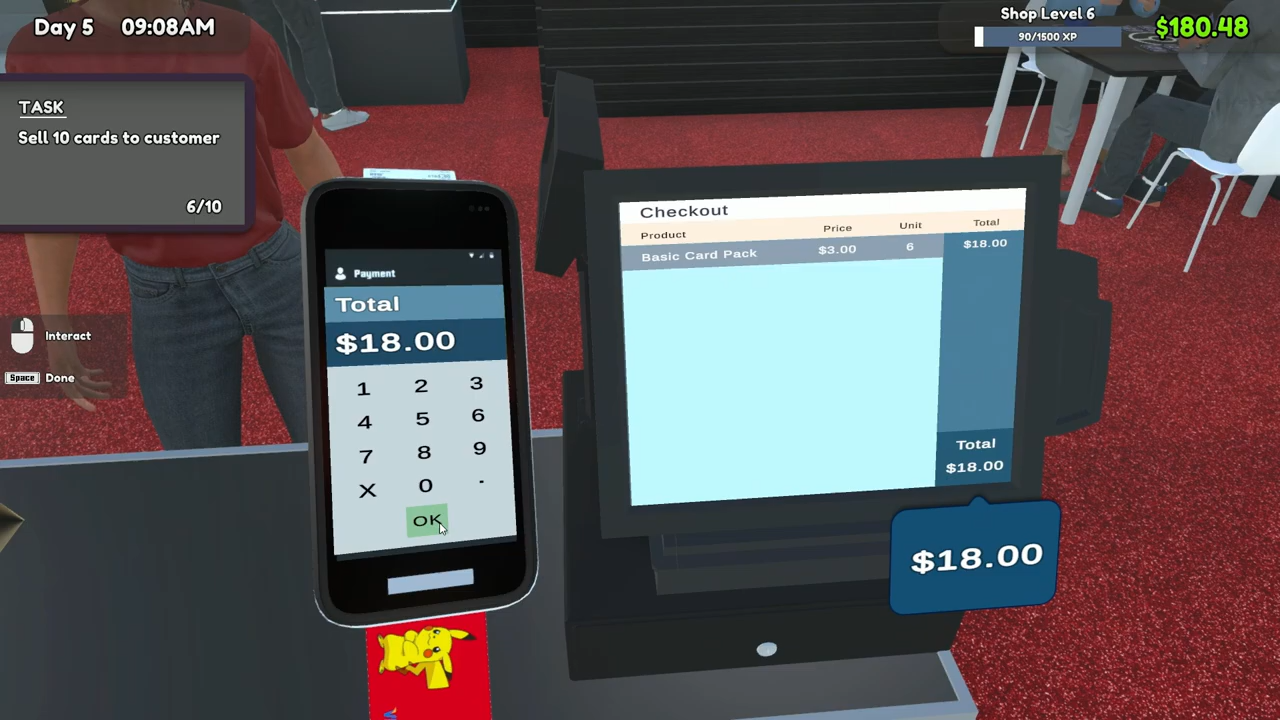 Day 5 09:08AM
Shop Level 6
90/1500 XP
$180.48
TASK
Sell 10 cards to customer
6/10
Interact
Space Done
Payment
Total
$18.00
1 2 3
4 5 6
7 8 9
X 0 .
OK
Checkout
Product Price Unit Total
Basic Card Pack $3.00 6 $18.00
Total
$18.00
$18.00